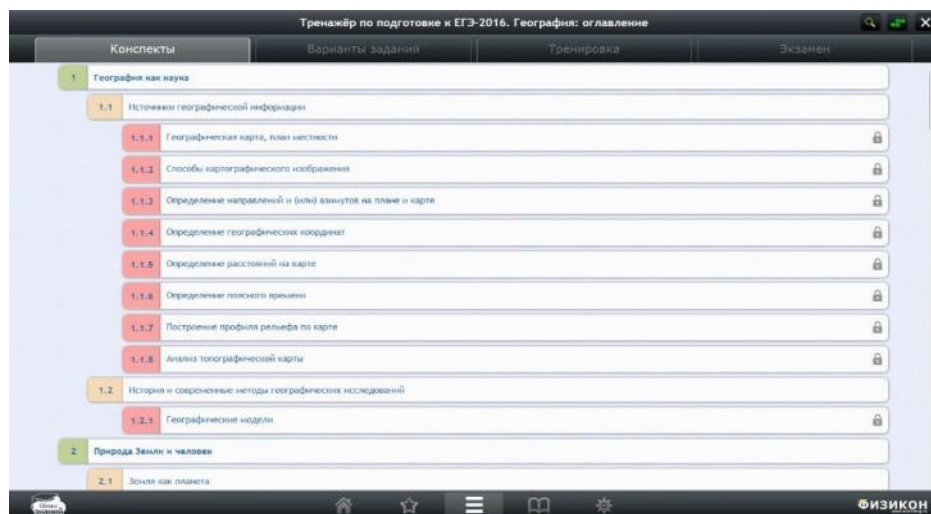 Тренажёр по подготовке к ЕГЭ-2016. География: оглавление
Конспекты
Варианты заданий
Тренировка
Экзамен
1 География как наука
1.1 Источники географической информации
1.1.1 Географическая карта, план местности
1.1.2 Способы картографического изображения
1.1.3 Определение направлений и (или) азимутов на плане и карте
1.1.4 Определение географических координат
1.1.5 Определение расстояний на карте
1.1.6 Определение поясного времени
1.1.7 Построение профиля рельефа по карте
1.1.8 Анализ топографической карты
1.2 История и современные методы географических исследований
1.2.1 Географические модели
2 Природа Земли и человек
2.1 Земля как планета
ФИЗИКОН